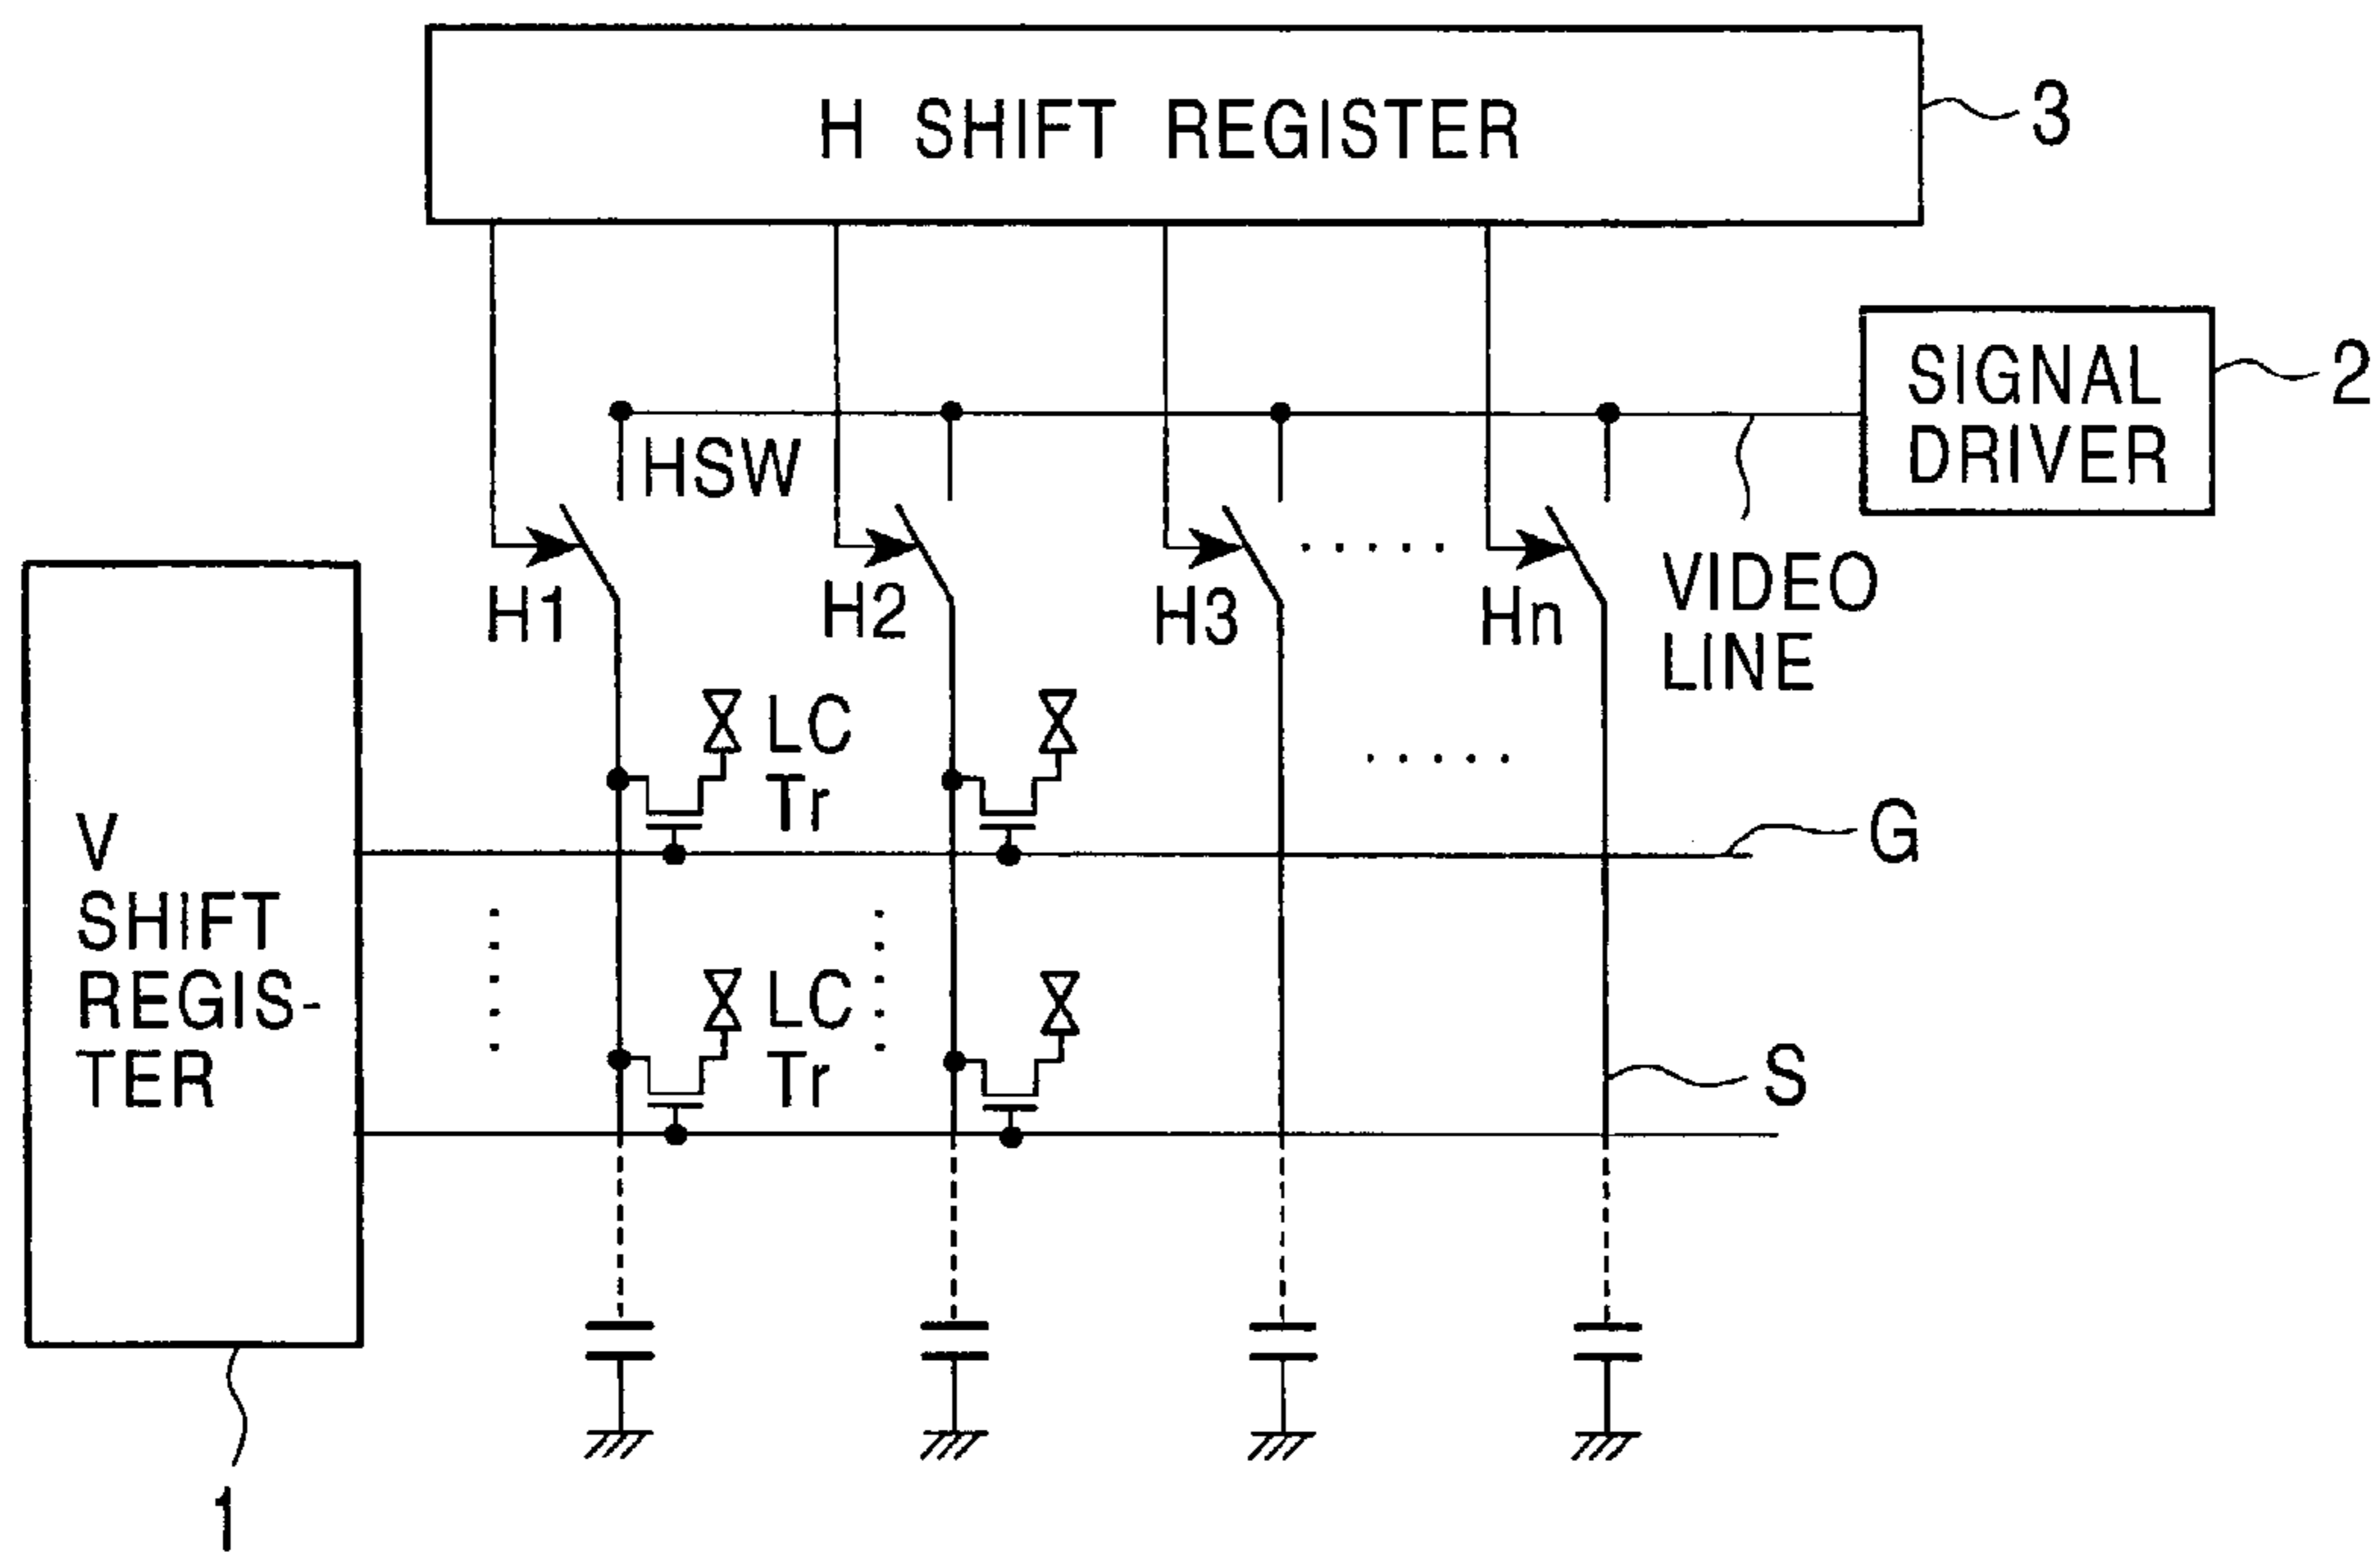 H SHIFT REGISTER
3
SIGNAL
DRIVER
2
HSW
H1
H2
H3
Hn
VIDEO
LINE
LC
Tr
G
V
SHIFT
REGIS-
TER
LC
Tr
S
1